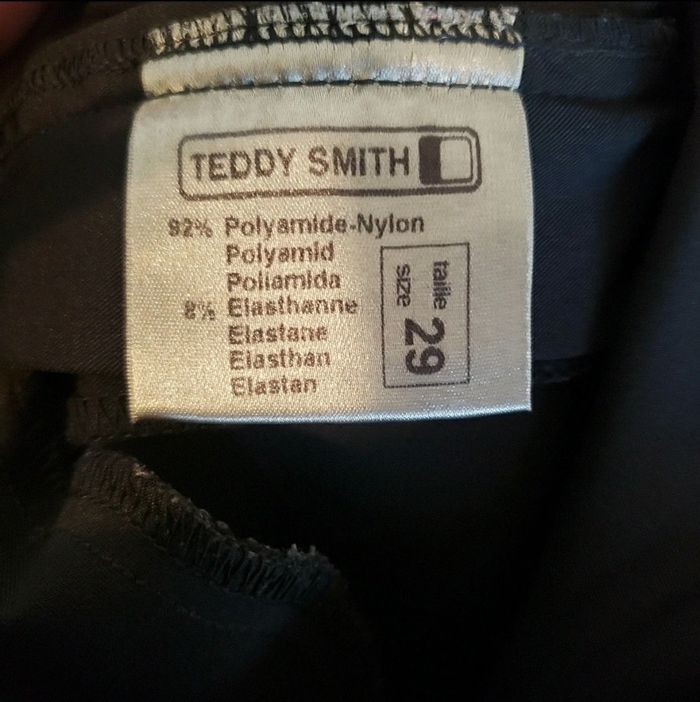 TEDDY SMITH
92% Polyamide-Nylon
Polyamid
Poliamida
8% Elasthanne
Elastane
Elasthan
Elastan
taille
size 29